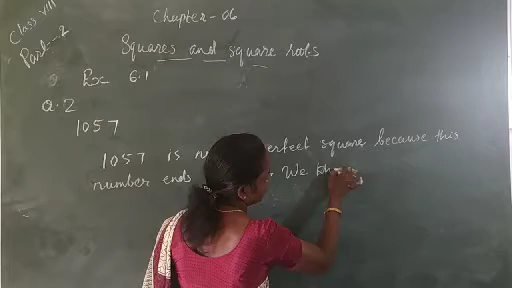 Class VIII
Part-2
Chapter-06
Squares and square roots
Ex 6.1
Q.2
1057
1057 is perfect square because this
number ends We